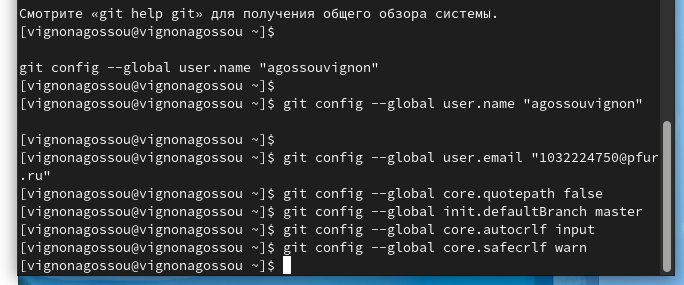 Смотрите «git help git» для получения общего обзора системы.
[vignonagossou@vignonagossou ~]$
git config --global user.name "agossouvignon"
[vignonagossou@vignonagossou ~]$
[vignonagossou@vignonagossou ~]$ git config --global user.name "agossouvignon"
[vignonagossou@vignonagossou ~]$
[vignonagossou@vignonagossou ~]$ git config --global user.email "1032224750@pfur
.ru"
[vignonagossou@vignonagossou ~]$ git config --global core.quotepath false
[vignonagossou@vignonagossou ~]$ git config --global init.defaultBranch master
[vignonagossou@vignonagossou ~]$ git config --global core.autocrlf input
[vignonagossou@vignonagossou ~]$ git config --global core.safecrlf warn
[vignonagossou@vignonagossou ~]$